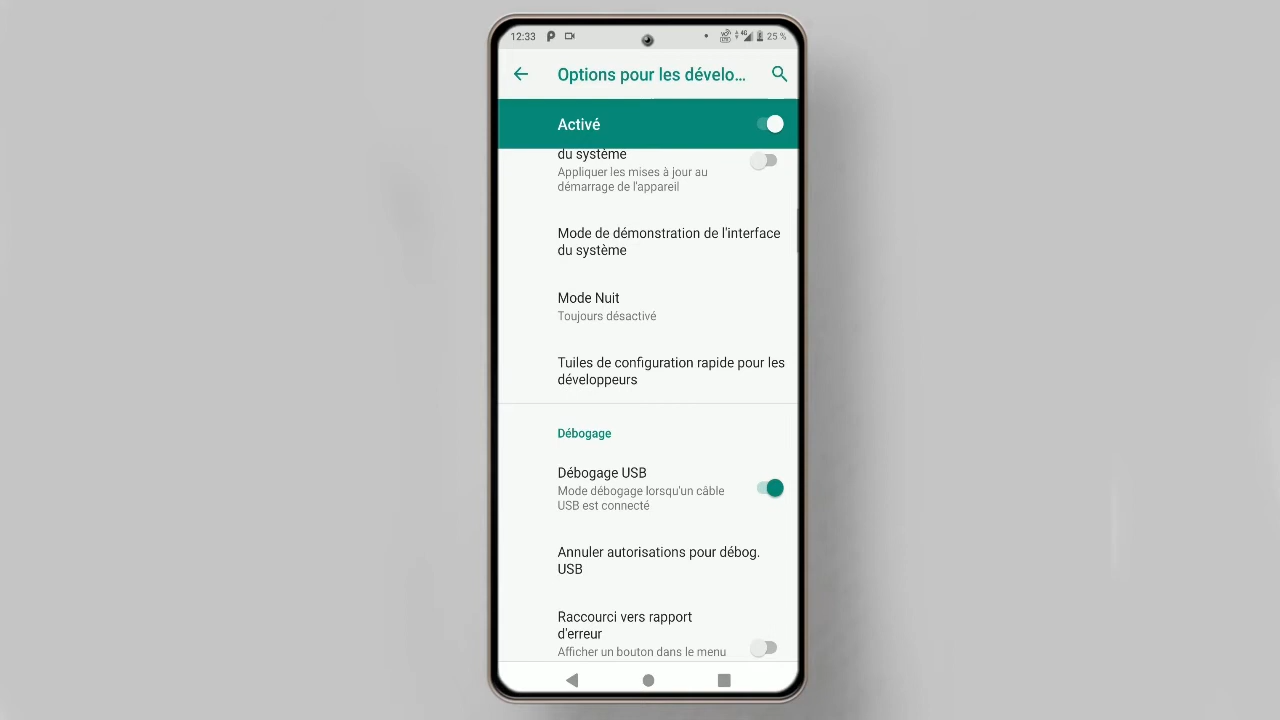 12:33
25 %
Options pour les dévelo...
Activé
du système
Appliquer les mises à jour au
démarrage de l'appareil
Mode de démonstration de l'interface
du système
Mode Nuit
Toujours désactivé
Tuiles de configuration rapide pour les
développeurs
Débogage
Débogage USB
Mode débogage lorsqu'un câble
USB est connecté
Annuler autorisations pour débog.
USB
Raccourci vers rapport
d'erreur
Afficher un bouton dans le menu